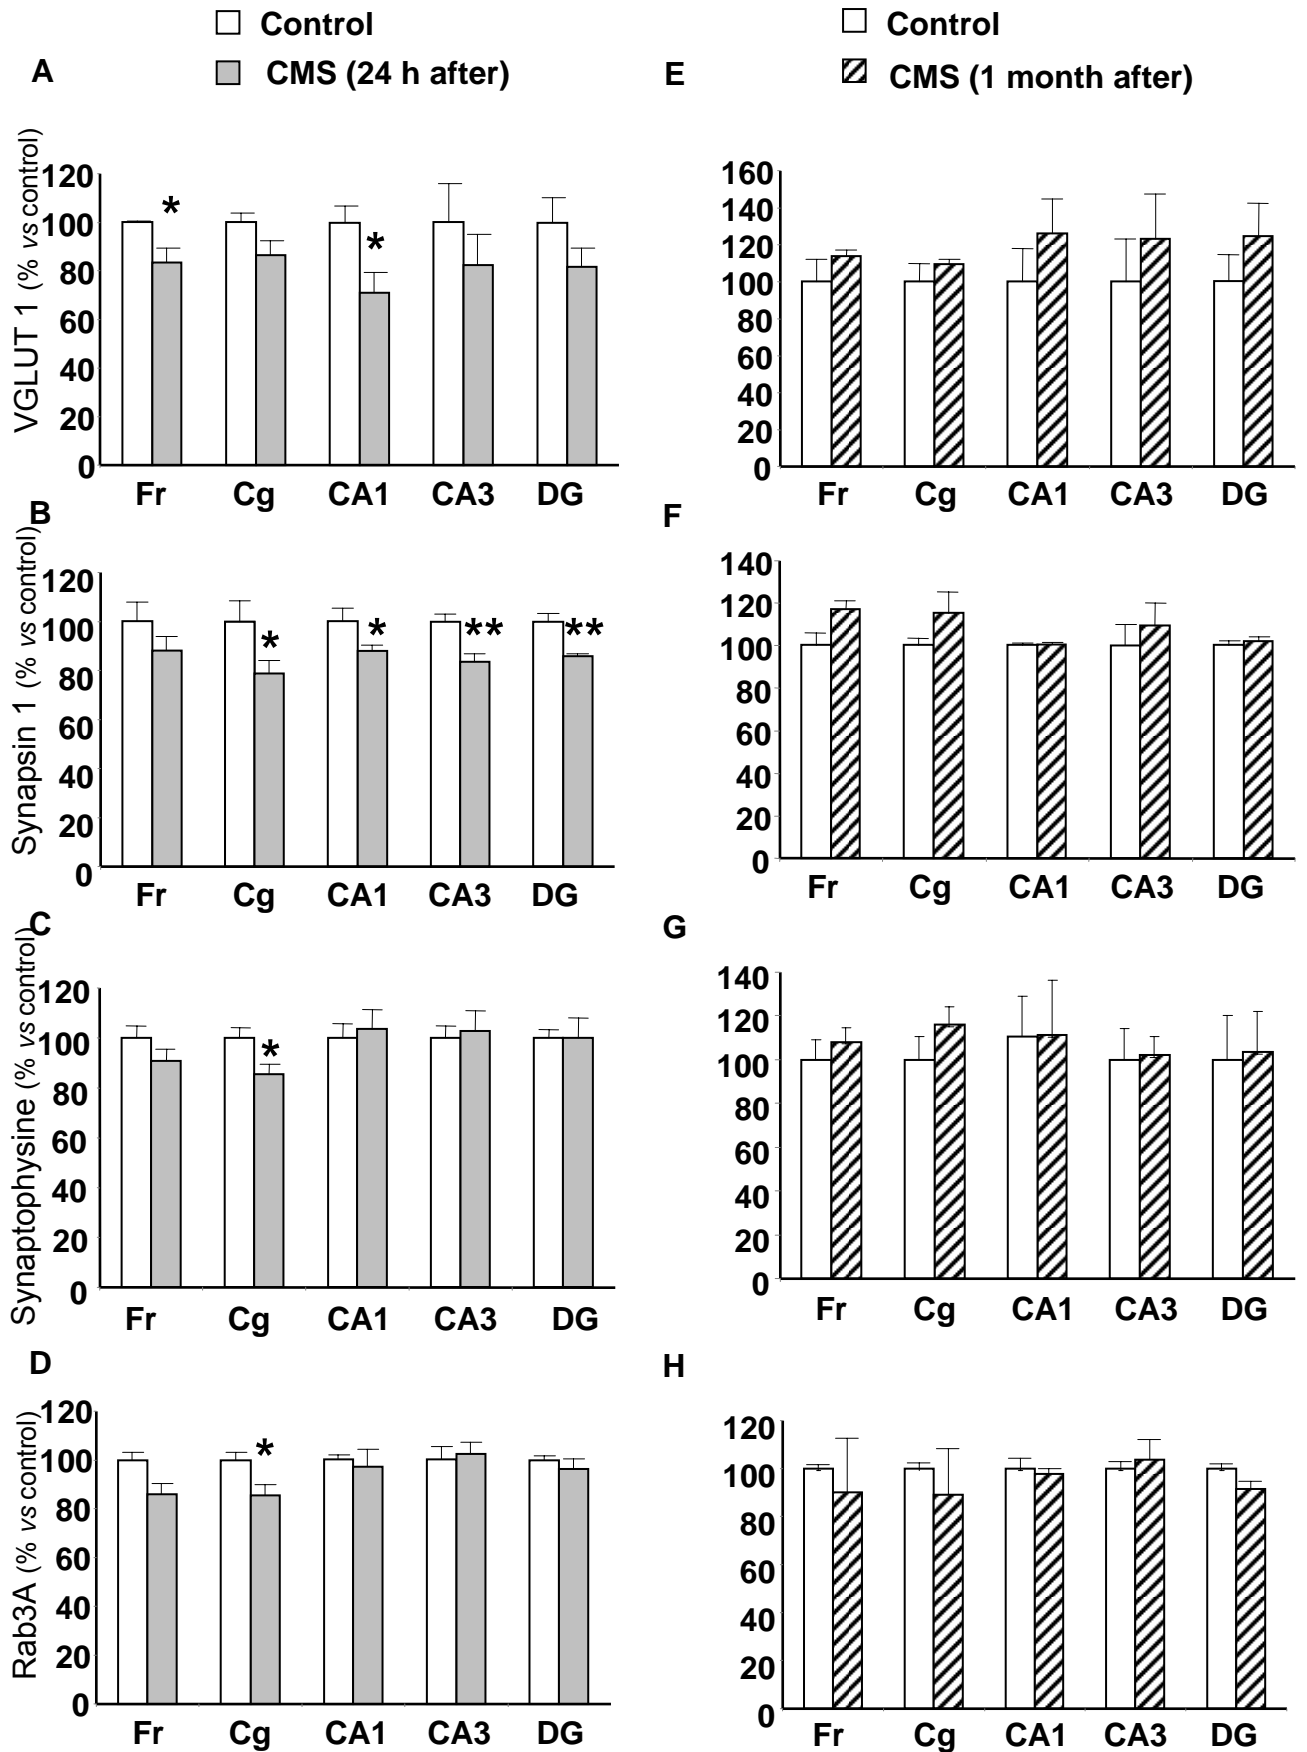 Control
CMS (24 h after)
Control
CMS (1 month after)
A
VGLUT 1 (% vs control)
120
100
80
60
40
20
0
* *
Fr Cg CA1 CA3 DG
E
160
140
120
100
80
60
40
20
0
Fr Cg CA1 CA3 DG
B
Synapsin 1 (% vs control)
120
100
80
60
40
20
0
* * ** **
Fr Cg CA1 CA3 DG
F
140
120
100
80
60
40
20
0
Fr Cg CA1 CA3 DG
C
Synaptophysine (% vs control)
120
100
80
60
40
20
0
*
Fr Cg CA1 CA3 DG
G
140
120
100
80
60
40
20
0
Fr Cg CA1 CA3 DG
D
Rab3A (% vs control)
120
100
80
60
40
20
0
*
Fr Cg CA1 CA3 DG
H
120
100
80
60
40
20
0
Fr Cg CA1 CA3 DG